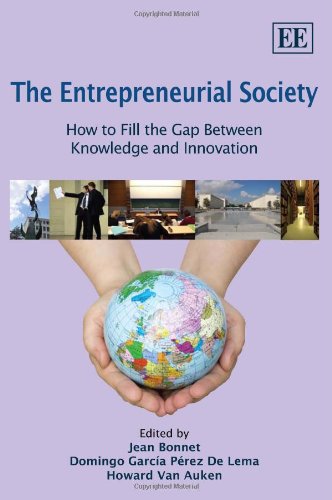 EE
The Entrepreneurial Society
How to Fill the Gap Between
Knowledge and Innovation
Edited by
Jean Bonnet
Domingo García Pérez De Lema
Howard Van Auken